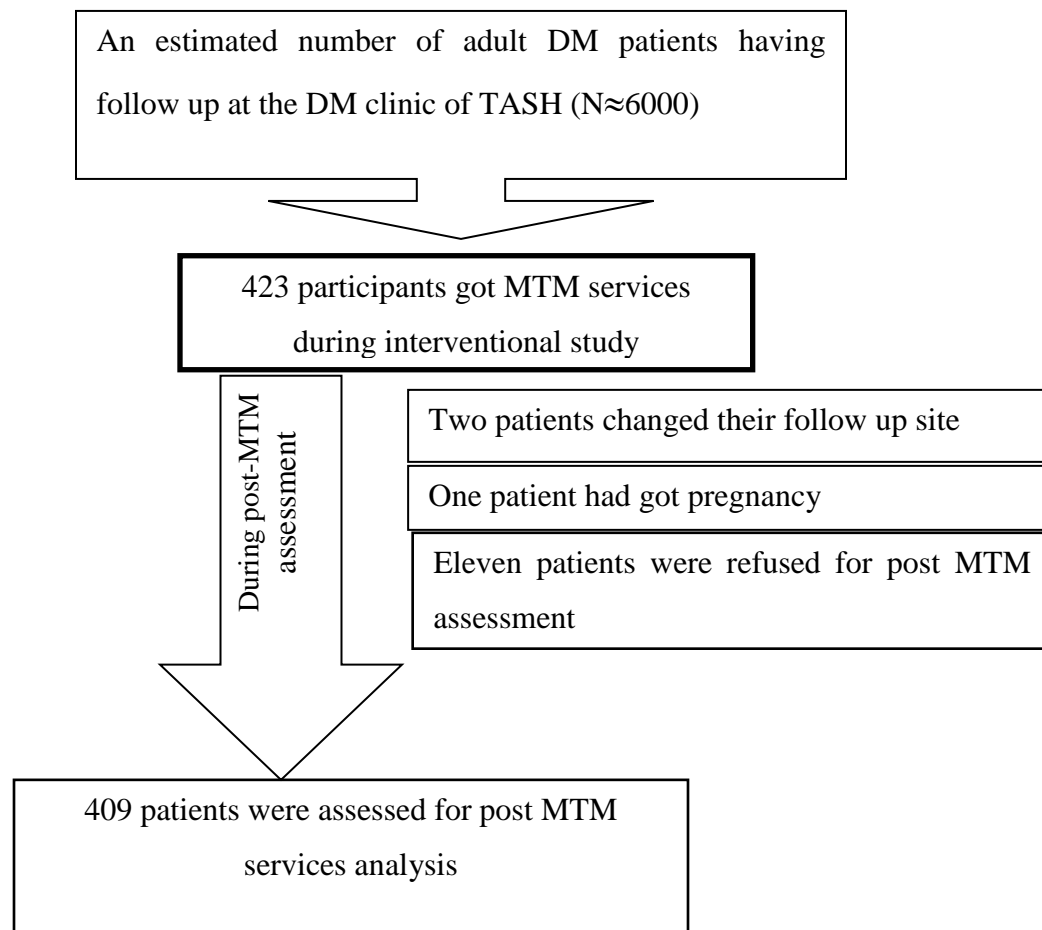 An estimated number of adult DM patients having
follow up at the DM clinic of TASH (N≈6000)
423 participants got MTM services
during interventional study
During post-MTM
assessment
Two patients changed their follow up site
One patient had got pregnancy
Eleven patients were refused for post MTM
assessment
409 patients were assessed for post MTM
services analysis